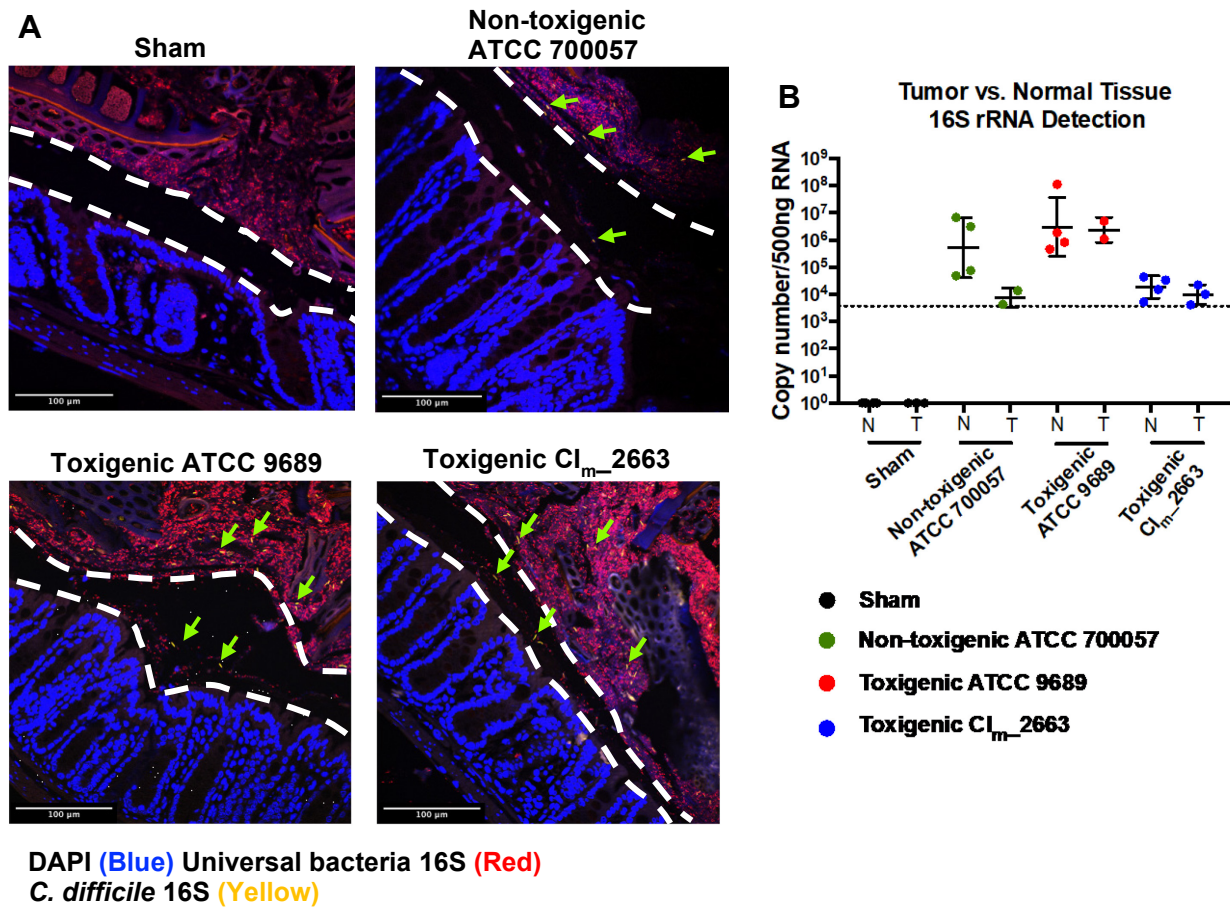 A
Sham
Non-toxigenic
ATCC 700057
100 μm
100 μm
Toxigenic ATCC 9689
Toxigenic CIm_2663
100 μm
100 μm
DAPI (Blue) Universal bacteria 16S (Red)
C. difficile 16S (Yellow)
B
Tumor vs. Normal Tissue
16S rRNA Detection
Copy number/500ng RNA
10⁹
10⁸
10⁷
10⁶
10⁵
10⁴
10³
10²
10¹
10⁰
N T N T N T N T
Sham
Non-toxigenic
ATCC 700057
Toxigenic
ATCC 9689
Toxigenic
CIm_2663
Sham
Non-toxigenic ATCC 700057
Toxigenic ATCC 9689
Toxigenic CIm_2663